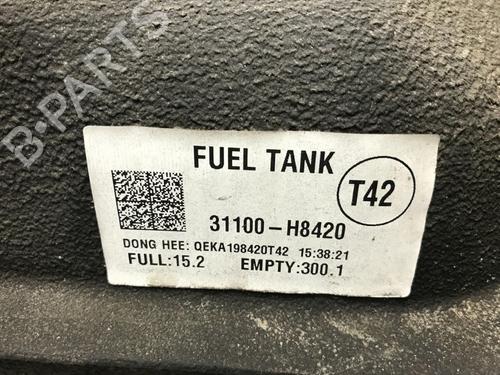 B-PARTS
FUEL TANK
T42
31100-H8420
DONG HEE: QEKA198420T42 15:38:21
FULL:15.2 EMPTY:300.1